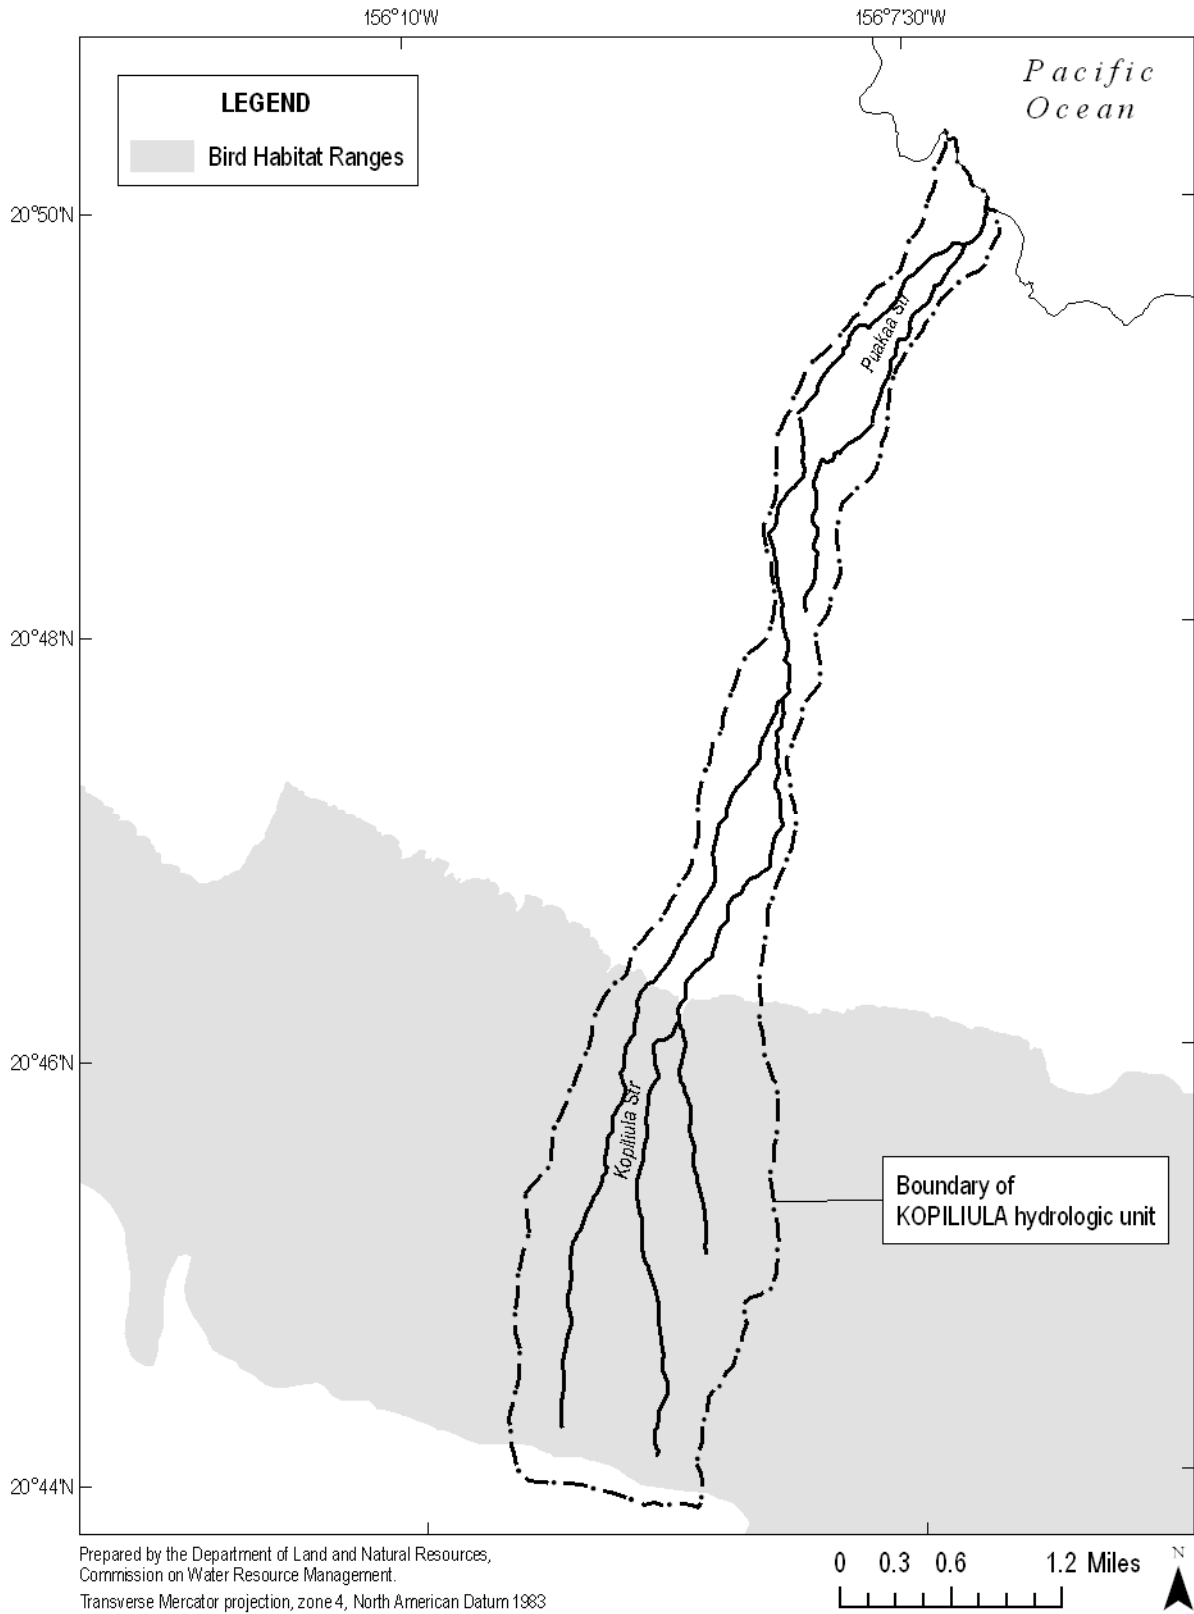 156°10'W
156°7'30"W
Pacific
Ocean
LEGEND
Bird Habitat Ranges
20°50'N
Puakaa Str
20°48'N
20°46'N
Kopiliula Str
Boundary of
KOPILIULA hydrologic unit
20°44'N
Prepared by the Department of Land and Natural Resources,
Commission on Water Resource Management.
Transverse Mercator projection, zone 4, North American Datum 1983
0 0.3 0.6 1.2 Miles
N